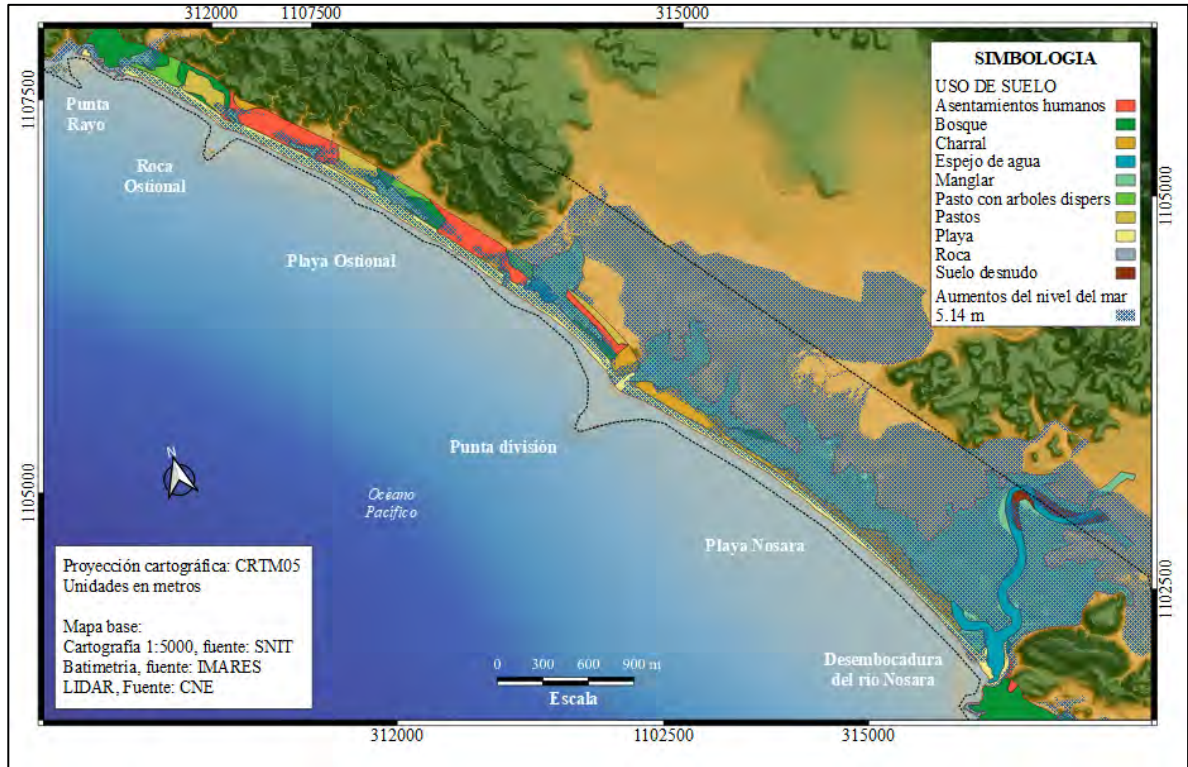 312000
1107500
315000
SIMBOLOGIA
USO DE SUELO
Asentamientos humanos
Bosque
Charral
Espejo de agua
Manglar
Pasto con arboles dispers
Pastos
Playa
Roca
Suelo desnudo
Aumentos del nivel del mar
5.14 m
1107500
1105000
Punta
Rayo
Roca
Ostional
Playa Ostional
Punta división
N
Océano
Pacífico
1105000
Playa Nosara
1102500
Proyección cartográfica: CRTM05
Unidades en metros
Mapa base:
Cartografía 1:5000, fuente: SNIT
Batimetría, fuente: IMARES
LIDAR, Fuente: CNE
0 300 600 900 m
Escala
Desembocadura
del río Nosara
312000
1102500
315000